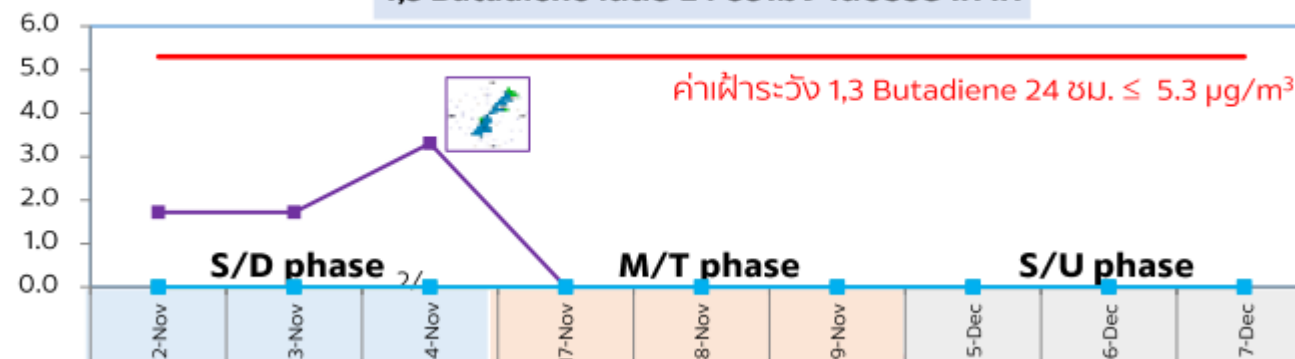 6.0
5.0
ค่าเฝ้าระวัง 1,3 Butadiene 24 ชม. ≤ 5.3 µg/m³
4.0
3.0
2.0
1.0
S/D phase 2/
M/T phase
S/U phase
0.0
2-Nov
3-Nov
4-Nov
7-Nov
8-Nov
9-Nov
5-Dec
6-Dec
7-Dec